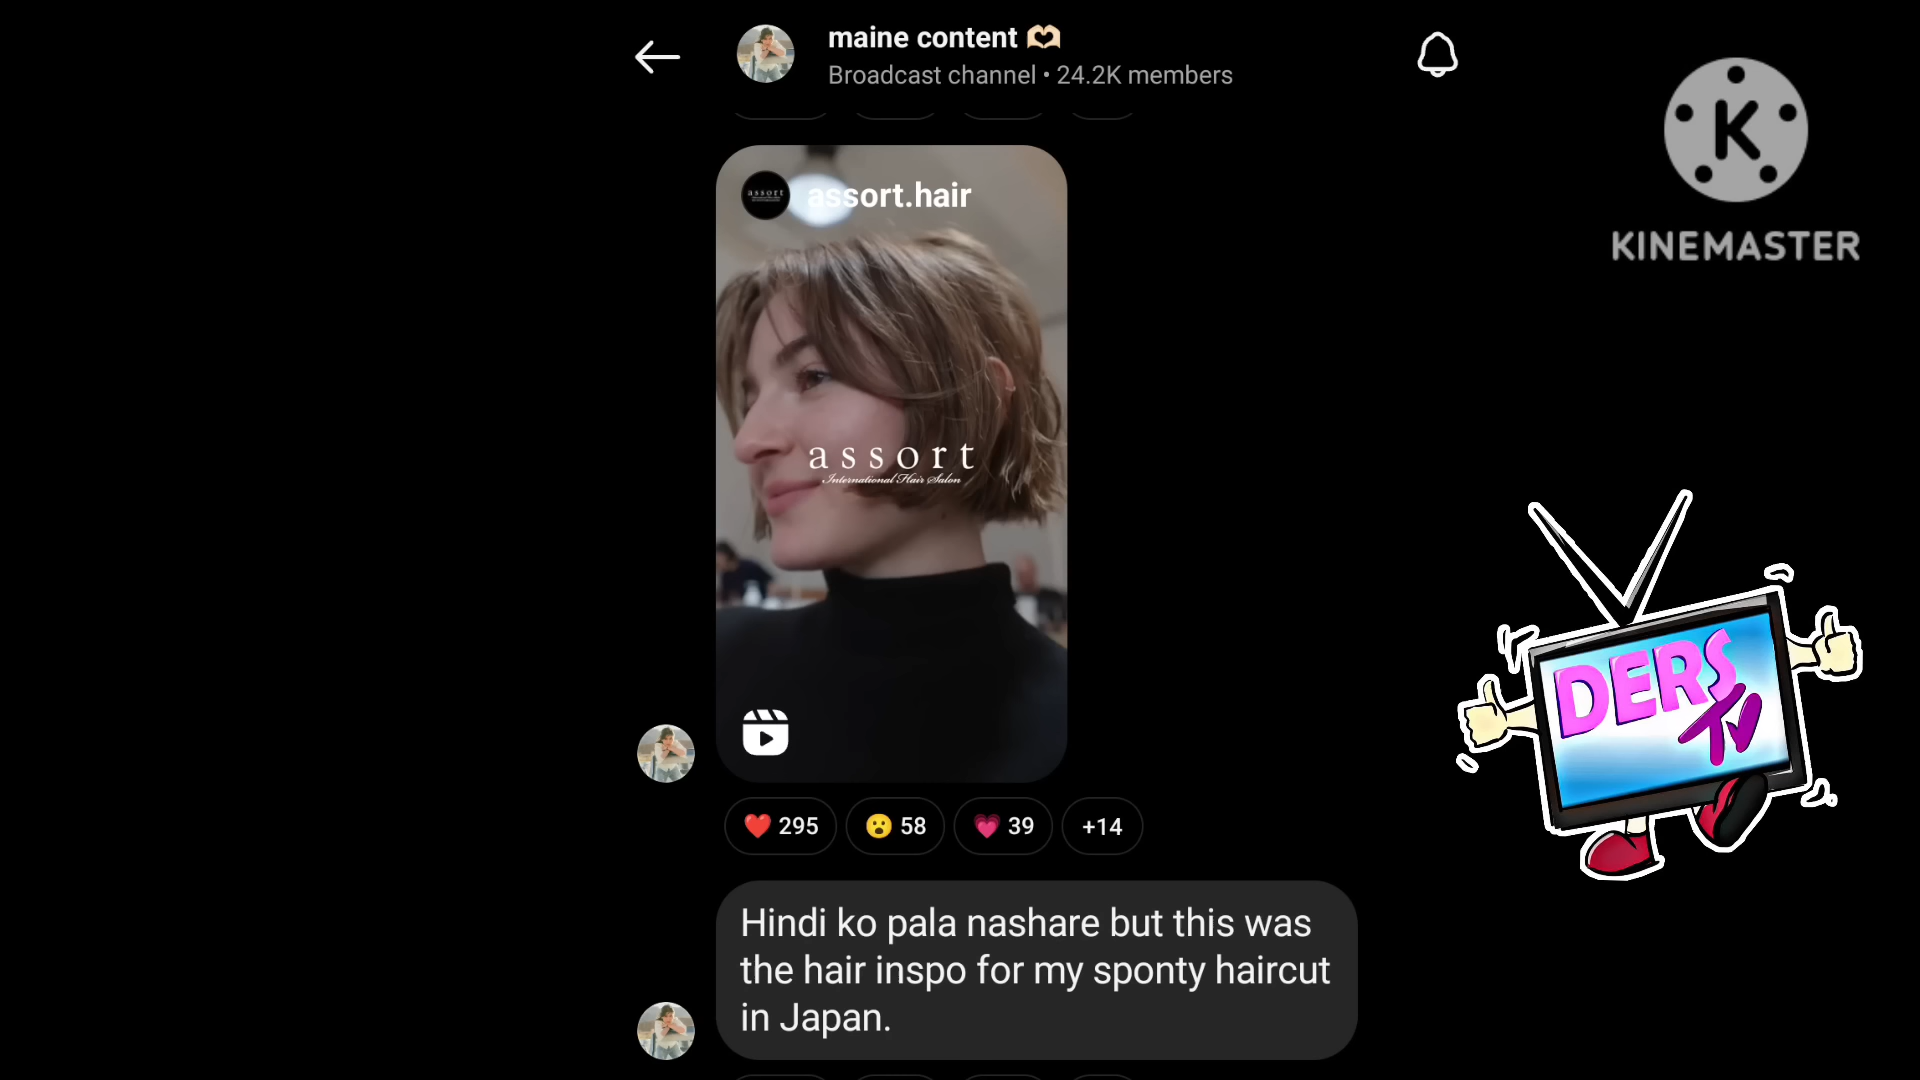 maine content
Broadcast channel • 24.2K members
K
KINEMASTER
assort
assort.hair
assort
International Hair Salon
DERS
TV
295
58
39
+14
Hindi ko pala nashare but this was
the hair inspo for my sponty haircut
in Japan.